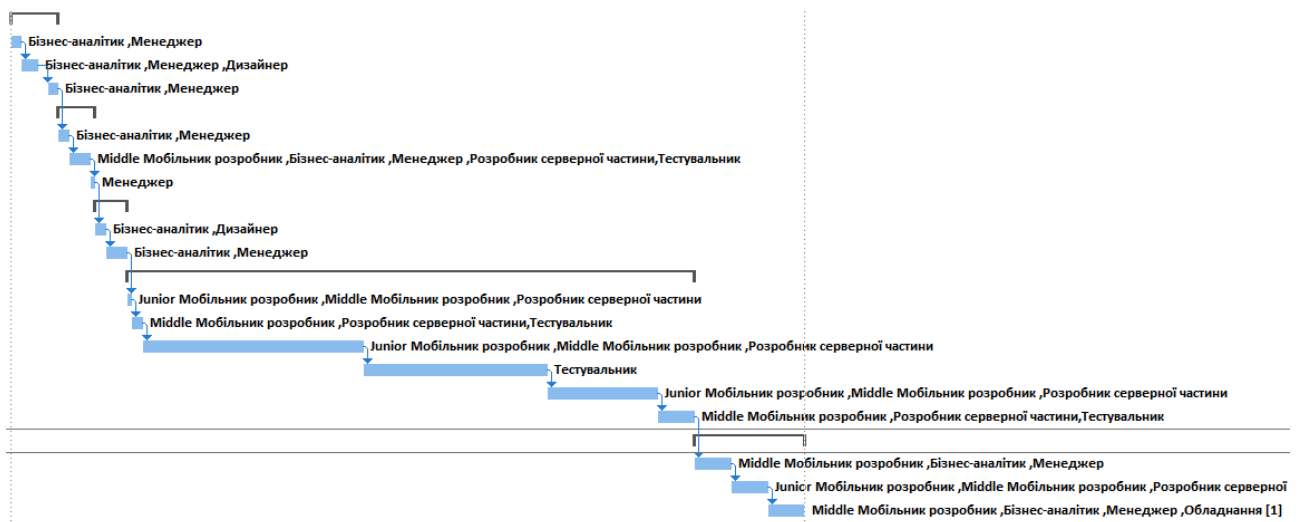 Бізнес-аналітик ,Менеджер
Бізнес-аналітик ,Менеджер ,Дизайнер
Бізнес-аналітик ,Менеджер
Бізнес-аналітик ,Менеджер
Middle Мобільник розробник ,Бізнес-аналітик ,Менеджер ,Розробник серверної частини,Тестувальник
Менеджер
Бізнес-аналітик ,Дизайнер
Бізнес-аналітик ,Менеджер
Junior Мобільник розробник ,Middle Мобільник розробник ,Розробник серверної частини
Middle Мобільник розробник ,Розробник серверної частини,Тестувальник
Junior Мобільник розробник ,Middle Мобільник розробник ,Розробник серверної частини
Тестувальник
Junior Мобільник розробник ,Middle Мобільник розробник ,Розробник серверної частини
Middle Мобільник розробник ,Розробник серверної частини,Тестувальник
Middle Мобільник розробник ,Бізнес-аналітик ,Менеджер
Junior Мобільник розробник ,Middle Мобільник розробник ,Розробник серверної
Middle Мобільник розробник ,Бізнес-аналітик ,Менеджер ,Обладнання [1]